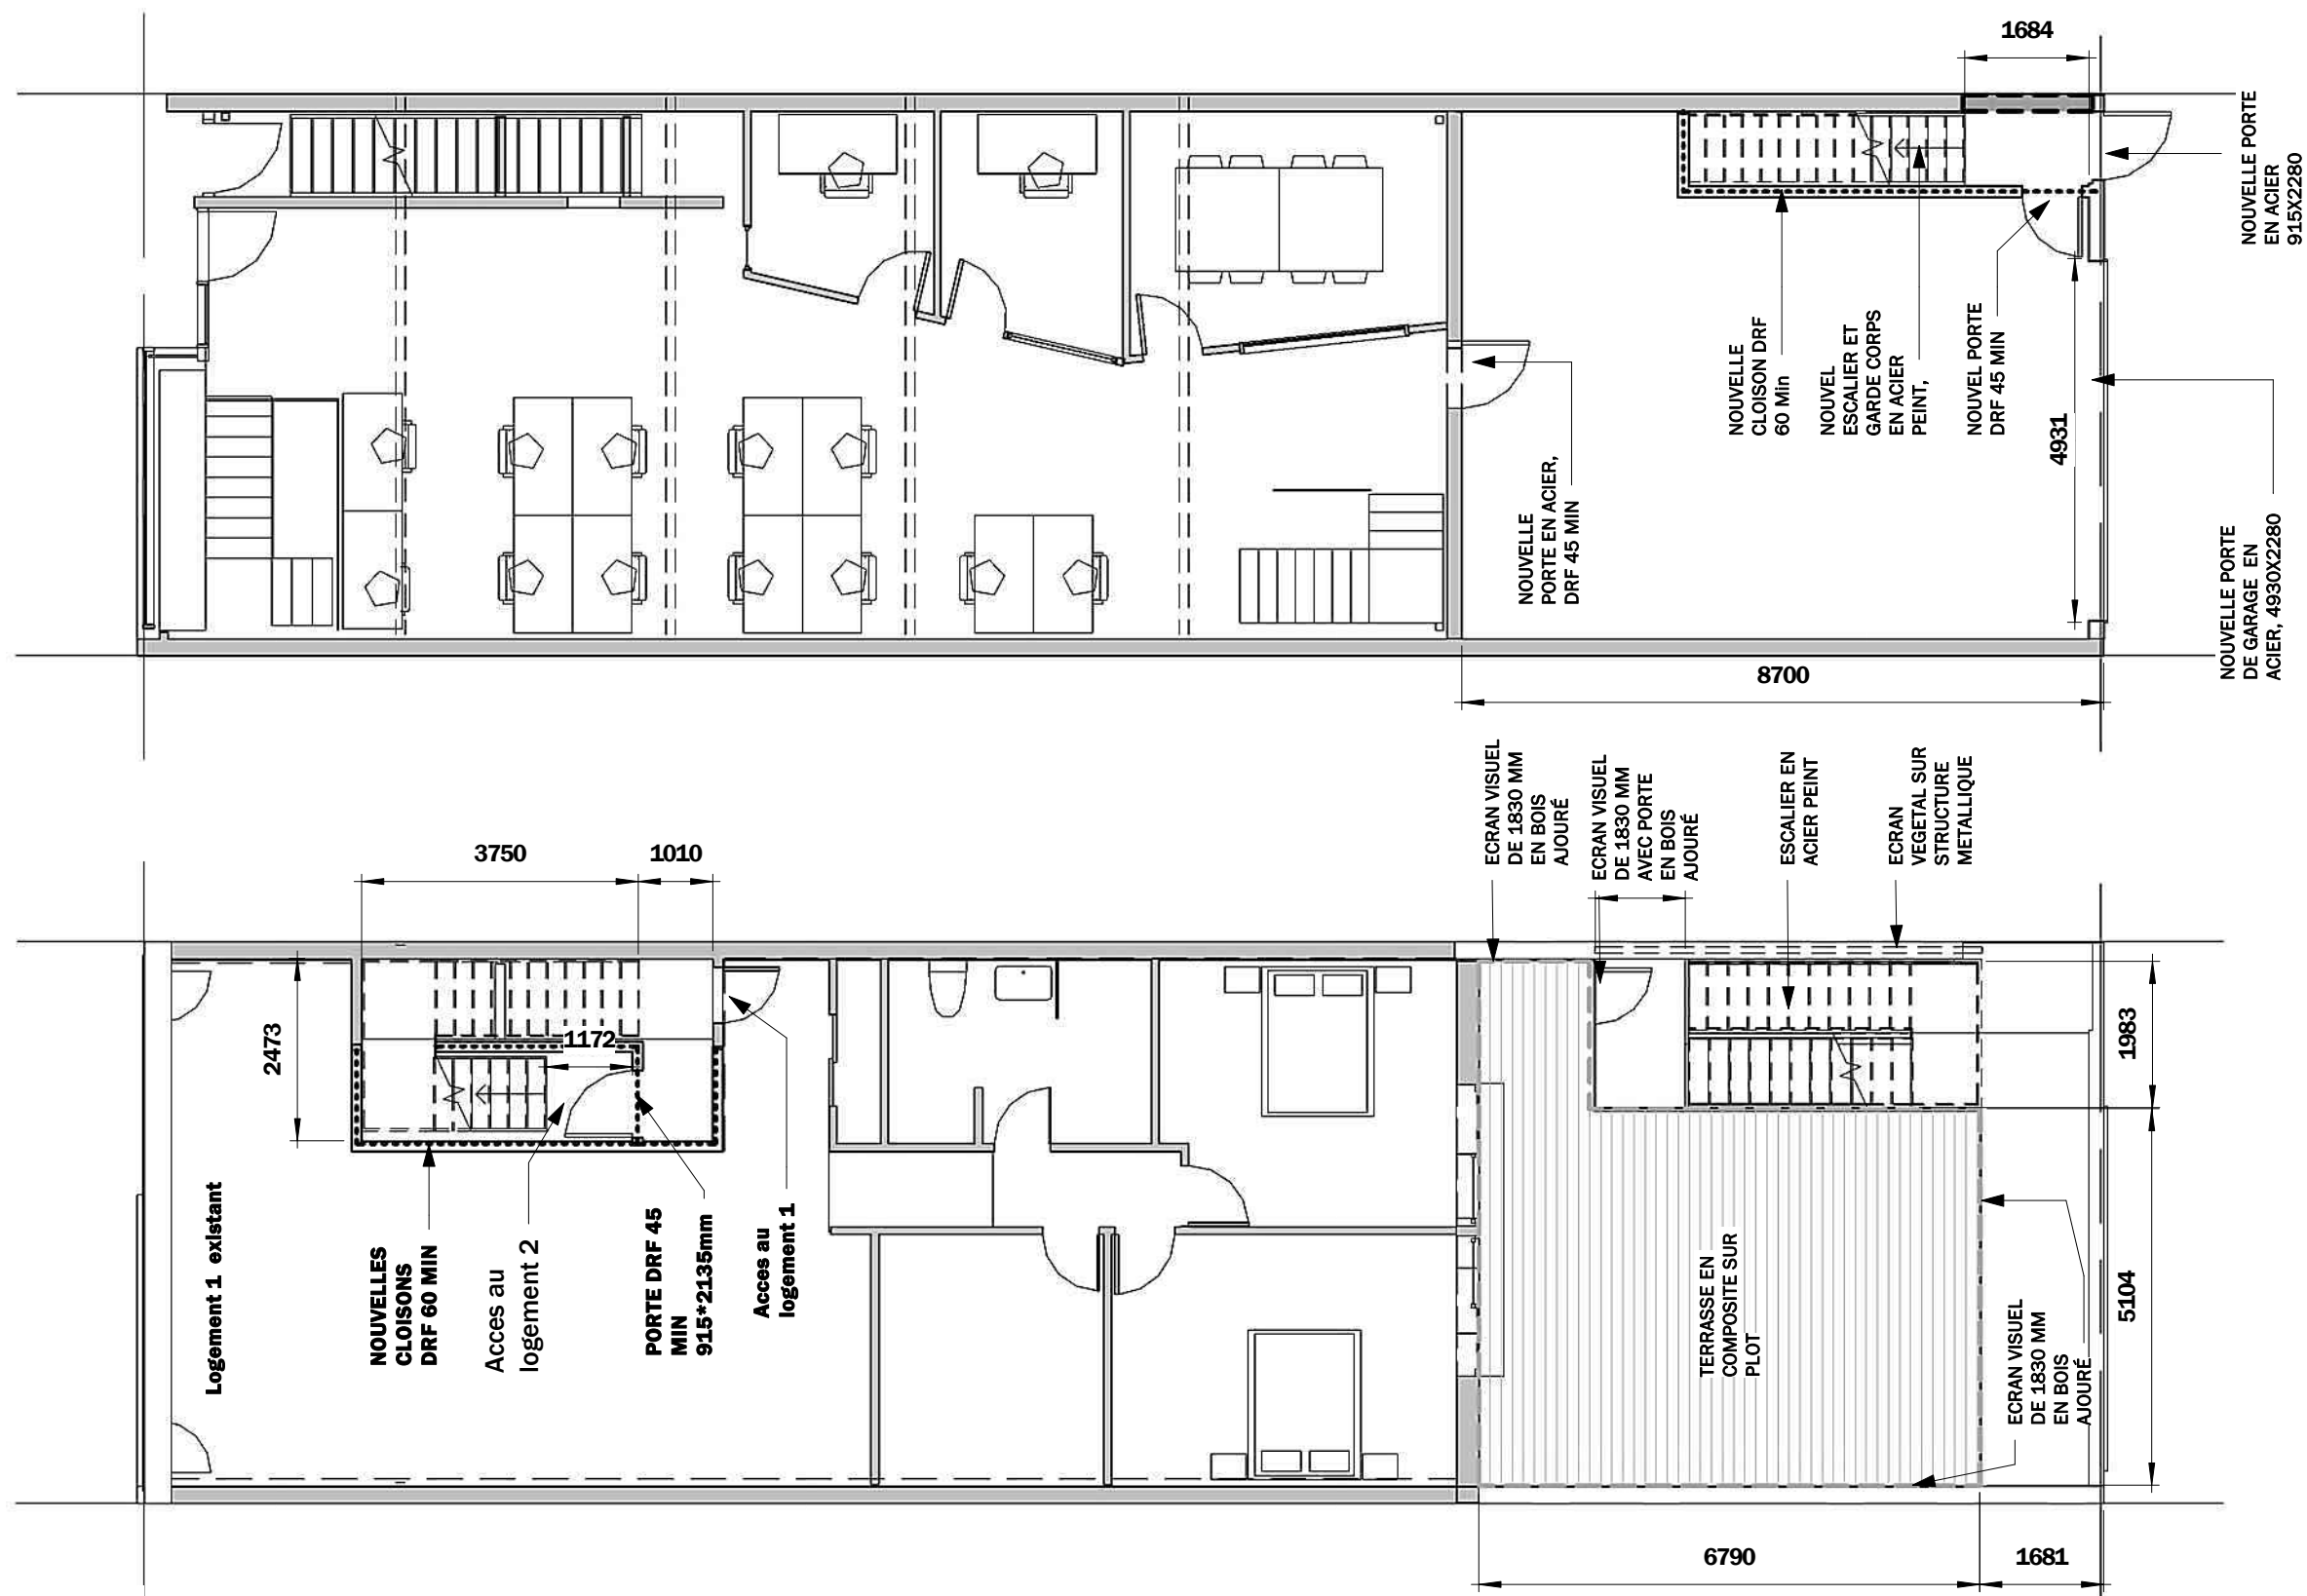 1684
NOUVELLE PORTE
EN ACIER
915X2280
NOUVELLE
CLOISON DRF
60 Min
NOUVEL
ESCALIER ET
GARDE CORPS
EN ACIER
PEINT,
NOUVEL PORTE
DRF 45 MIN
4931
NOUVELLE
PORTE EN ACIER,
DRF 45 MIN
NOUVELLE PORTE
DE GARAGE EN
ACIER, 4930X2280
8700
ECRAN VISUEL
DE 1830 MM
EN BOIS
AJOURÉ
ECRAN VISUEL
DE 1830 MM
AVEC PORTE
EN BOIS
AJOURÉ
ESCALIER EN
ACIER PEINT
ECRAN
VEGETAL SUR
STRUCTURE
METALLIQUE
3750
1010
2473
1172
1983
Logement 1 existant
NOUVELLES
CLOISONS
DRF 60 MIN
Acces au
logement 2
PORTE DRF 45
MIN
915*2135mm
Acces au
logement 1
TERRASSE EN
COMPOSITE SUR
PLOT
5104
ECRAN VISUEL
DE 1830 MM
EN BOIS
AJOURÉ
6790
1681